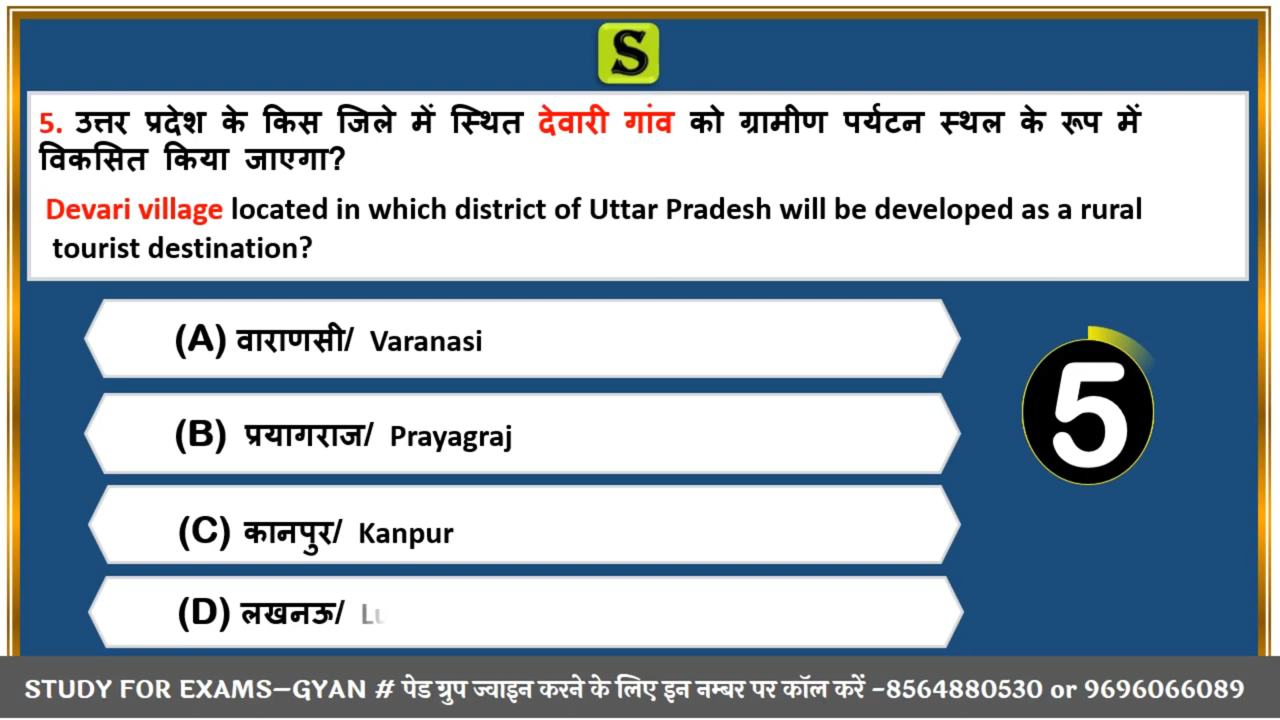 S
5. उत्तर प्रदेश के किस जिले में स्थित देवारी गांव को ग्रामीण पर्यटन स्थल के रूप में
विकसित किया जाएगा?
Devari village located in which district of Uttar Pradesh will be developed as a rural
tourist destination?
(A) वाराणसी/ Varanasi
(B) प्रयागराज/ Prayagraj
5
(C) कानपुर/ Kanpur
(D) लखनऊ/ Lu
STUDY FOR EXAMS–GYAN # पेड ग्रुप ज्वाइन करने के लिए इन नम्बर पर कॉल करें –8564880530 or 9696066089